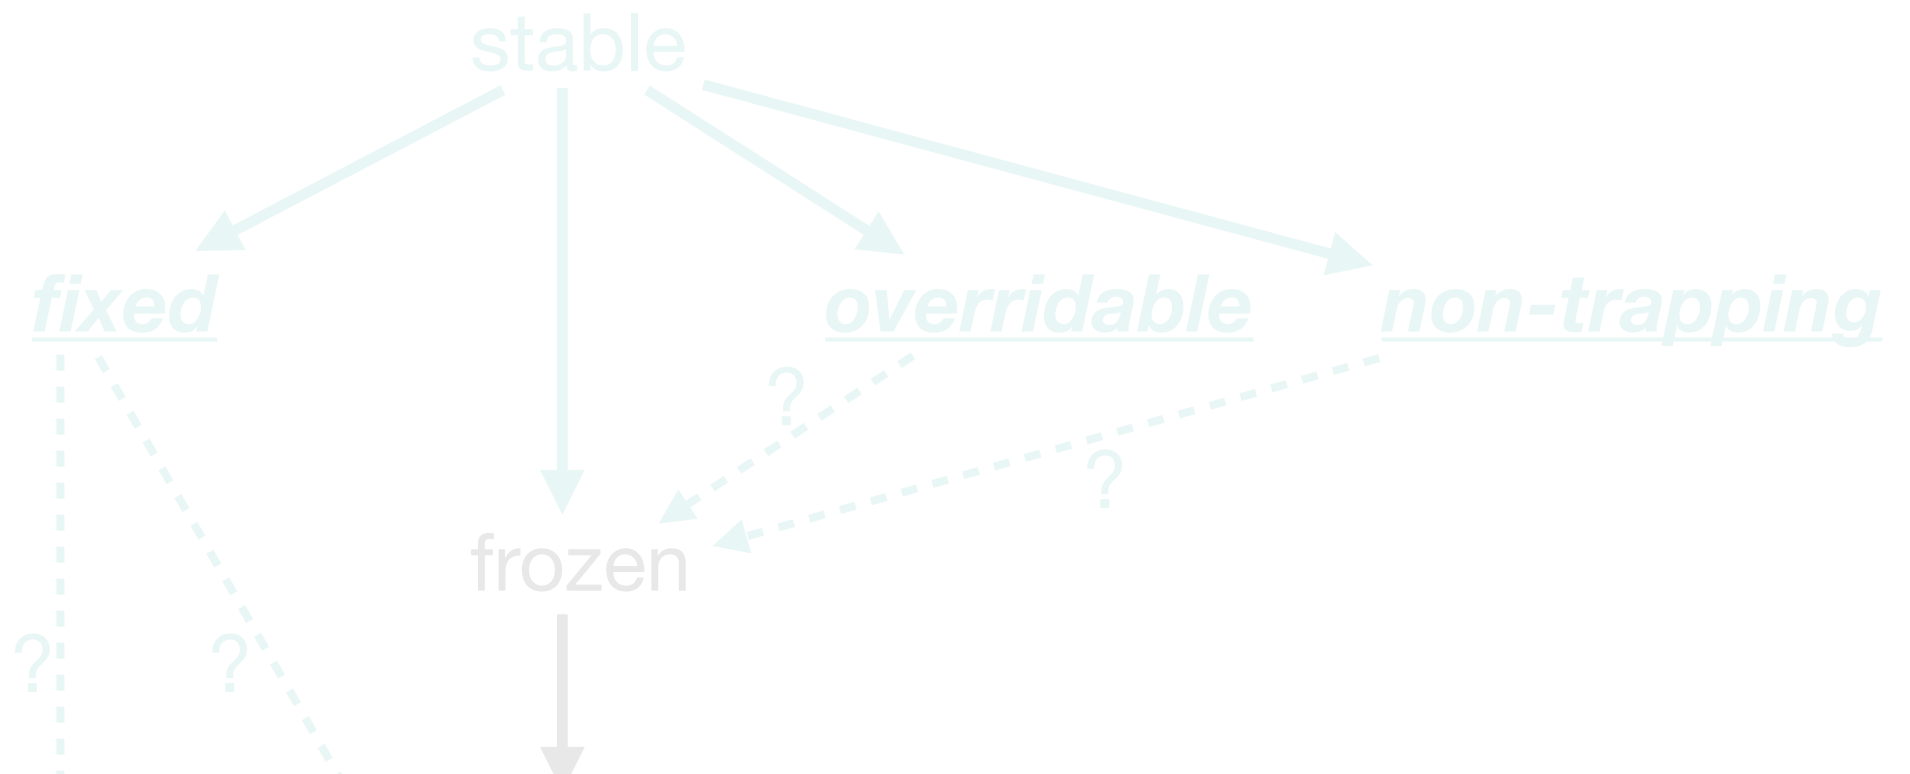 stable
fixed
overridable
non-trapping
?
?
frozen
?
?